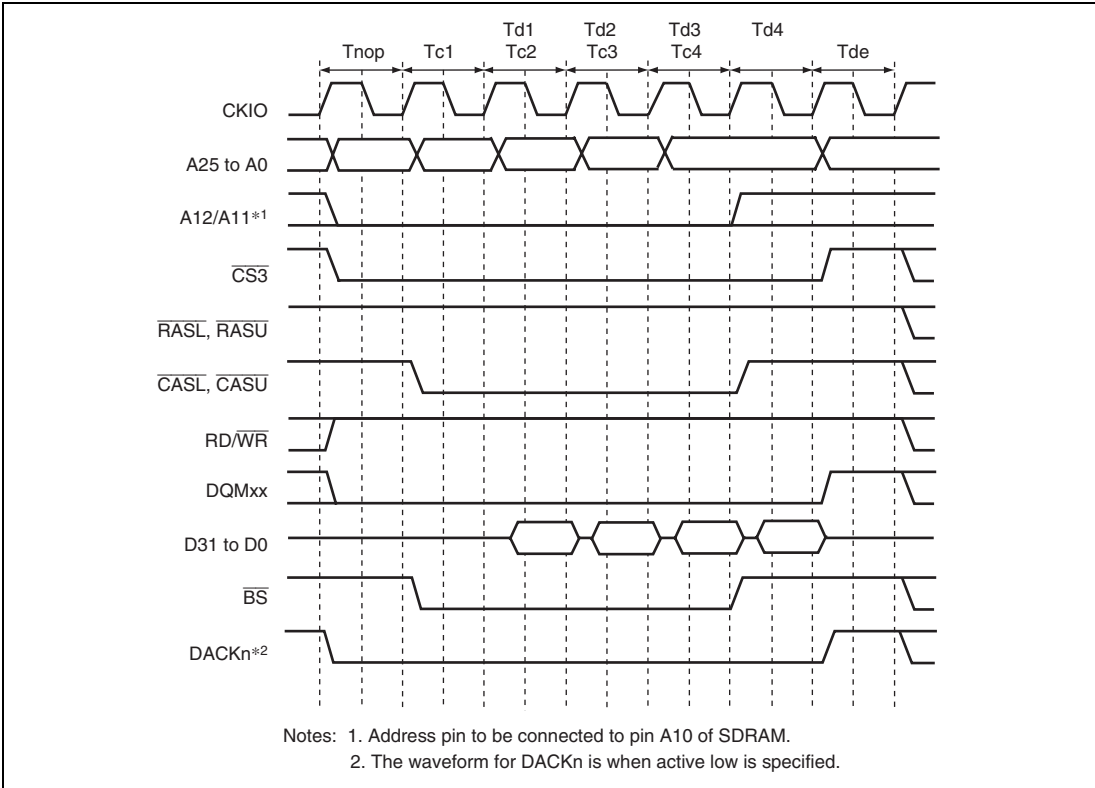 Td1 Td2 Td3 Td4
Tnop Tc1 Tc2 Tc3 Tc4 Tde
CKIO
A25 to A0
A12/A11*1
CS3
RASL, RASU
CASL, CASU
RD/WR
DQMxx
D31 to D0
BS
DACKn*2
Notes: 1. Address pin to be connected to pin A10 of SDRAM.
2. The waveform for DACKn is when active low is specified.